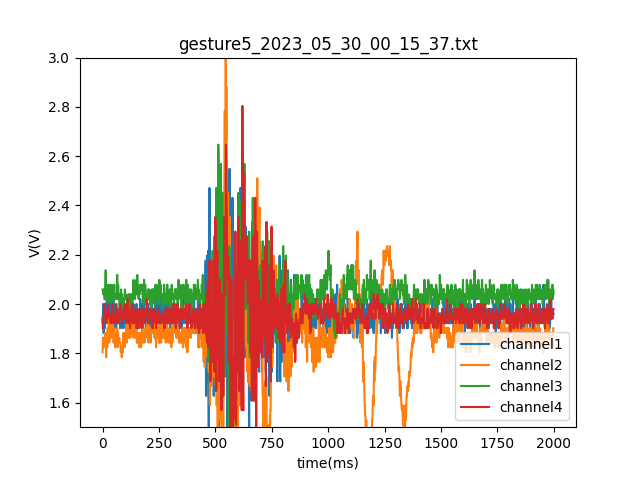 gesture5_2023_05_30_00_15_37.txt
3.0
2.8
2.6
2.4
2.2
2.0
1.8
1.6
V(V)
channel1
channel2
channel3
channel4
0 250 500 750 1000 1250 1500 1750 2000
time(ms)